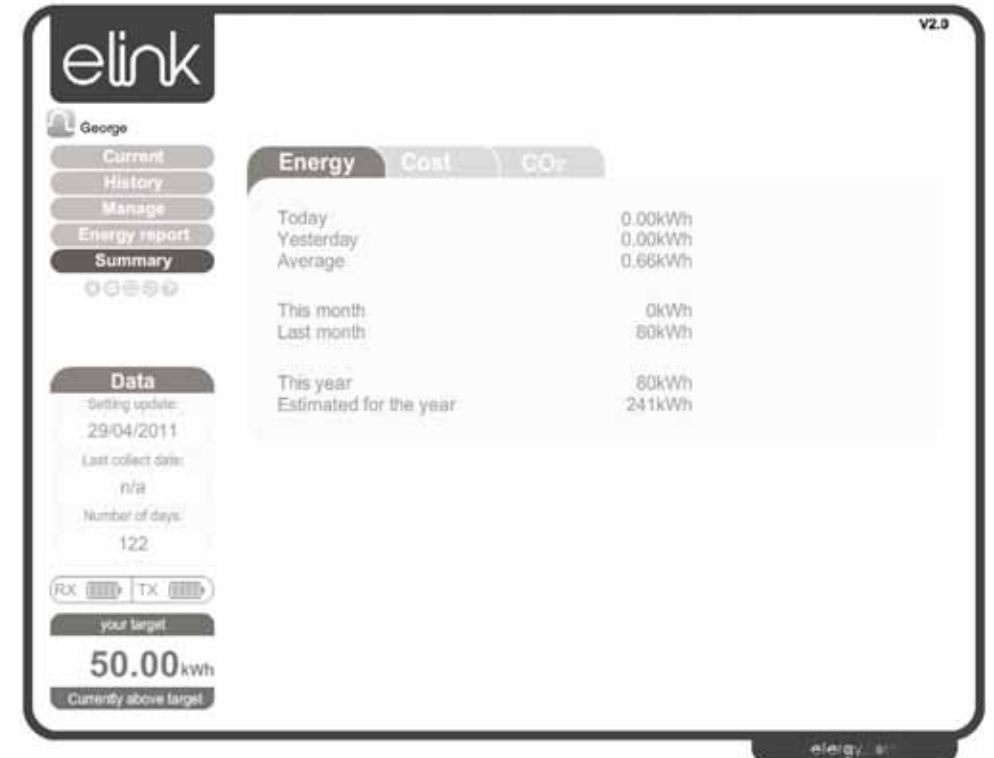 V2.0
elink
George
Current
History
Manage
Energy report
Summary
Energy Cost CO₂
Today 0.00kWh
Yesterday 0.00kWh
Average 0.66kWh
This month 0kWh
Last month 80kWh
This year 80kWh
Estimated for the year 241kWh
Data
Setting update:
29/04/2011
Last collect date:
n/a
Number of days:
122
RX TX
your target
50.00kWh
Currently above target